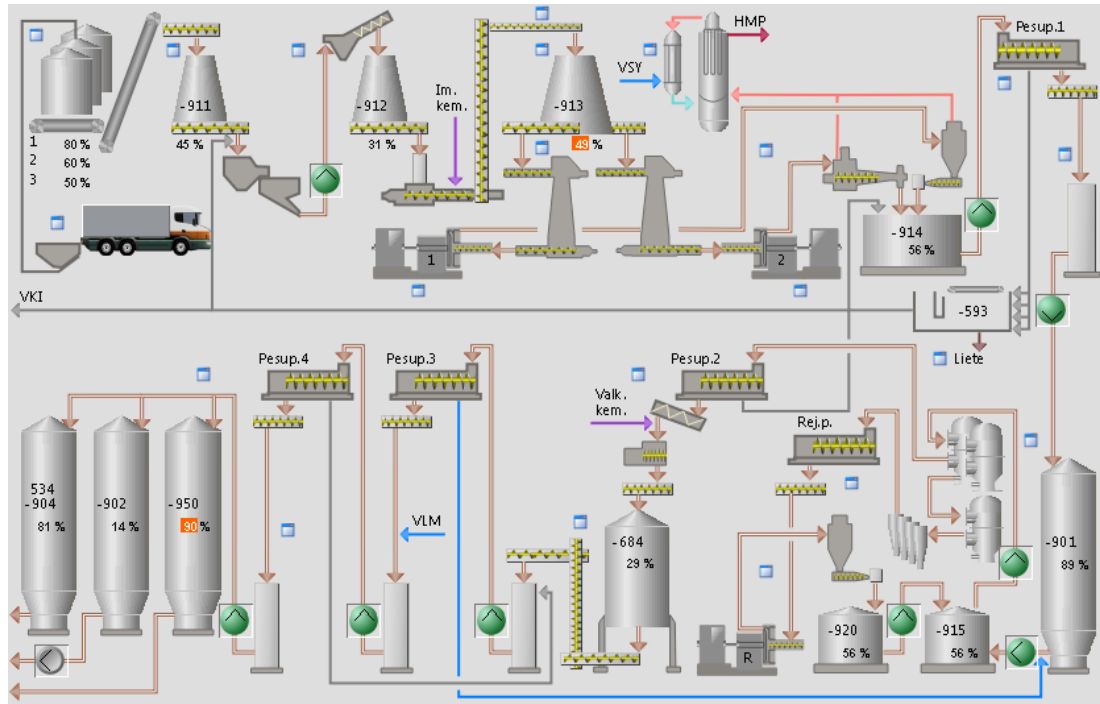 HMP
Pesup.1
VSY
Im.
kem.
-911
-912
-913
1 80 %
2 60 %
3 50 %
45 %
31 %
49 %
-914
56 %
1
2
VKI
-593
Liete
Pesup.4
Pesup.3
Pesup.2
Valk.
kem.
Rej.p.
534
-904
-902
-950
81 %
14 %
90 %
VLM
-684
29 %
-901
89 %
-920
56 %
-915
56 %
R